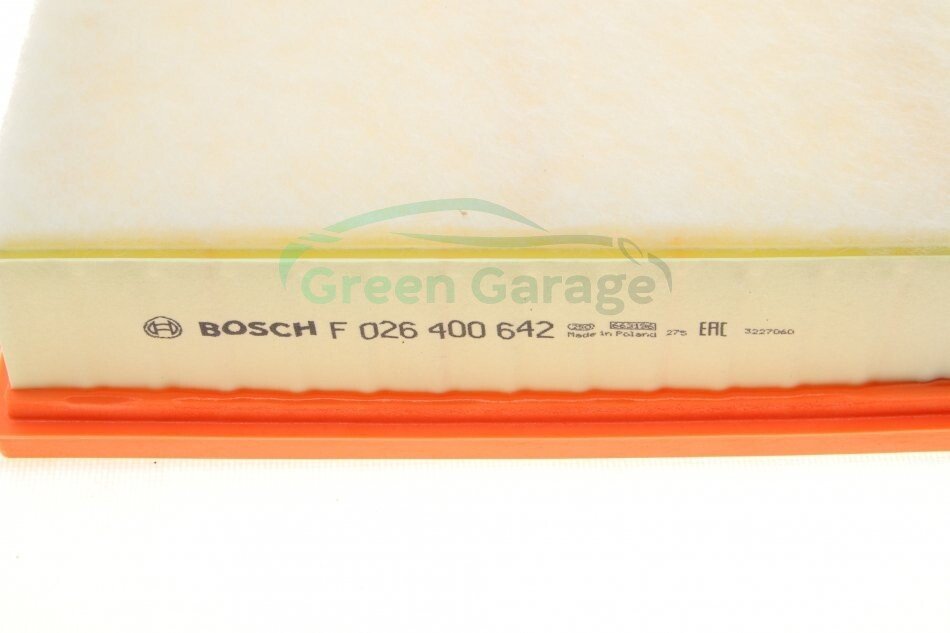 Green Garage
BOSCH F 026 400 642 Made in Poland 275 EAC 3227060